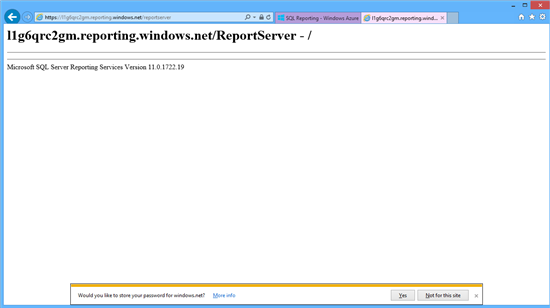 https://l1g6qrc2gm.reporting.windows.net/reportserver
SQL Reporting - Windows Azure
l1g6qrc2gm.reporting.wind...
l1g6qrc2gm.reporting.windows.net/ReportServer - /
Microsoft SQL Server Reporting Services Version 11.0.1722.19
Would you like to store your password for windows.net? More info Yes Not for this site